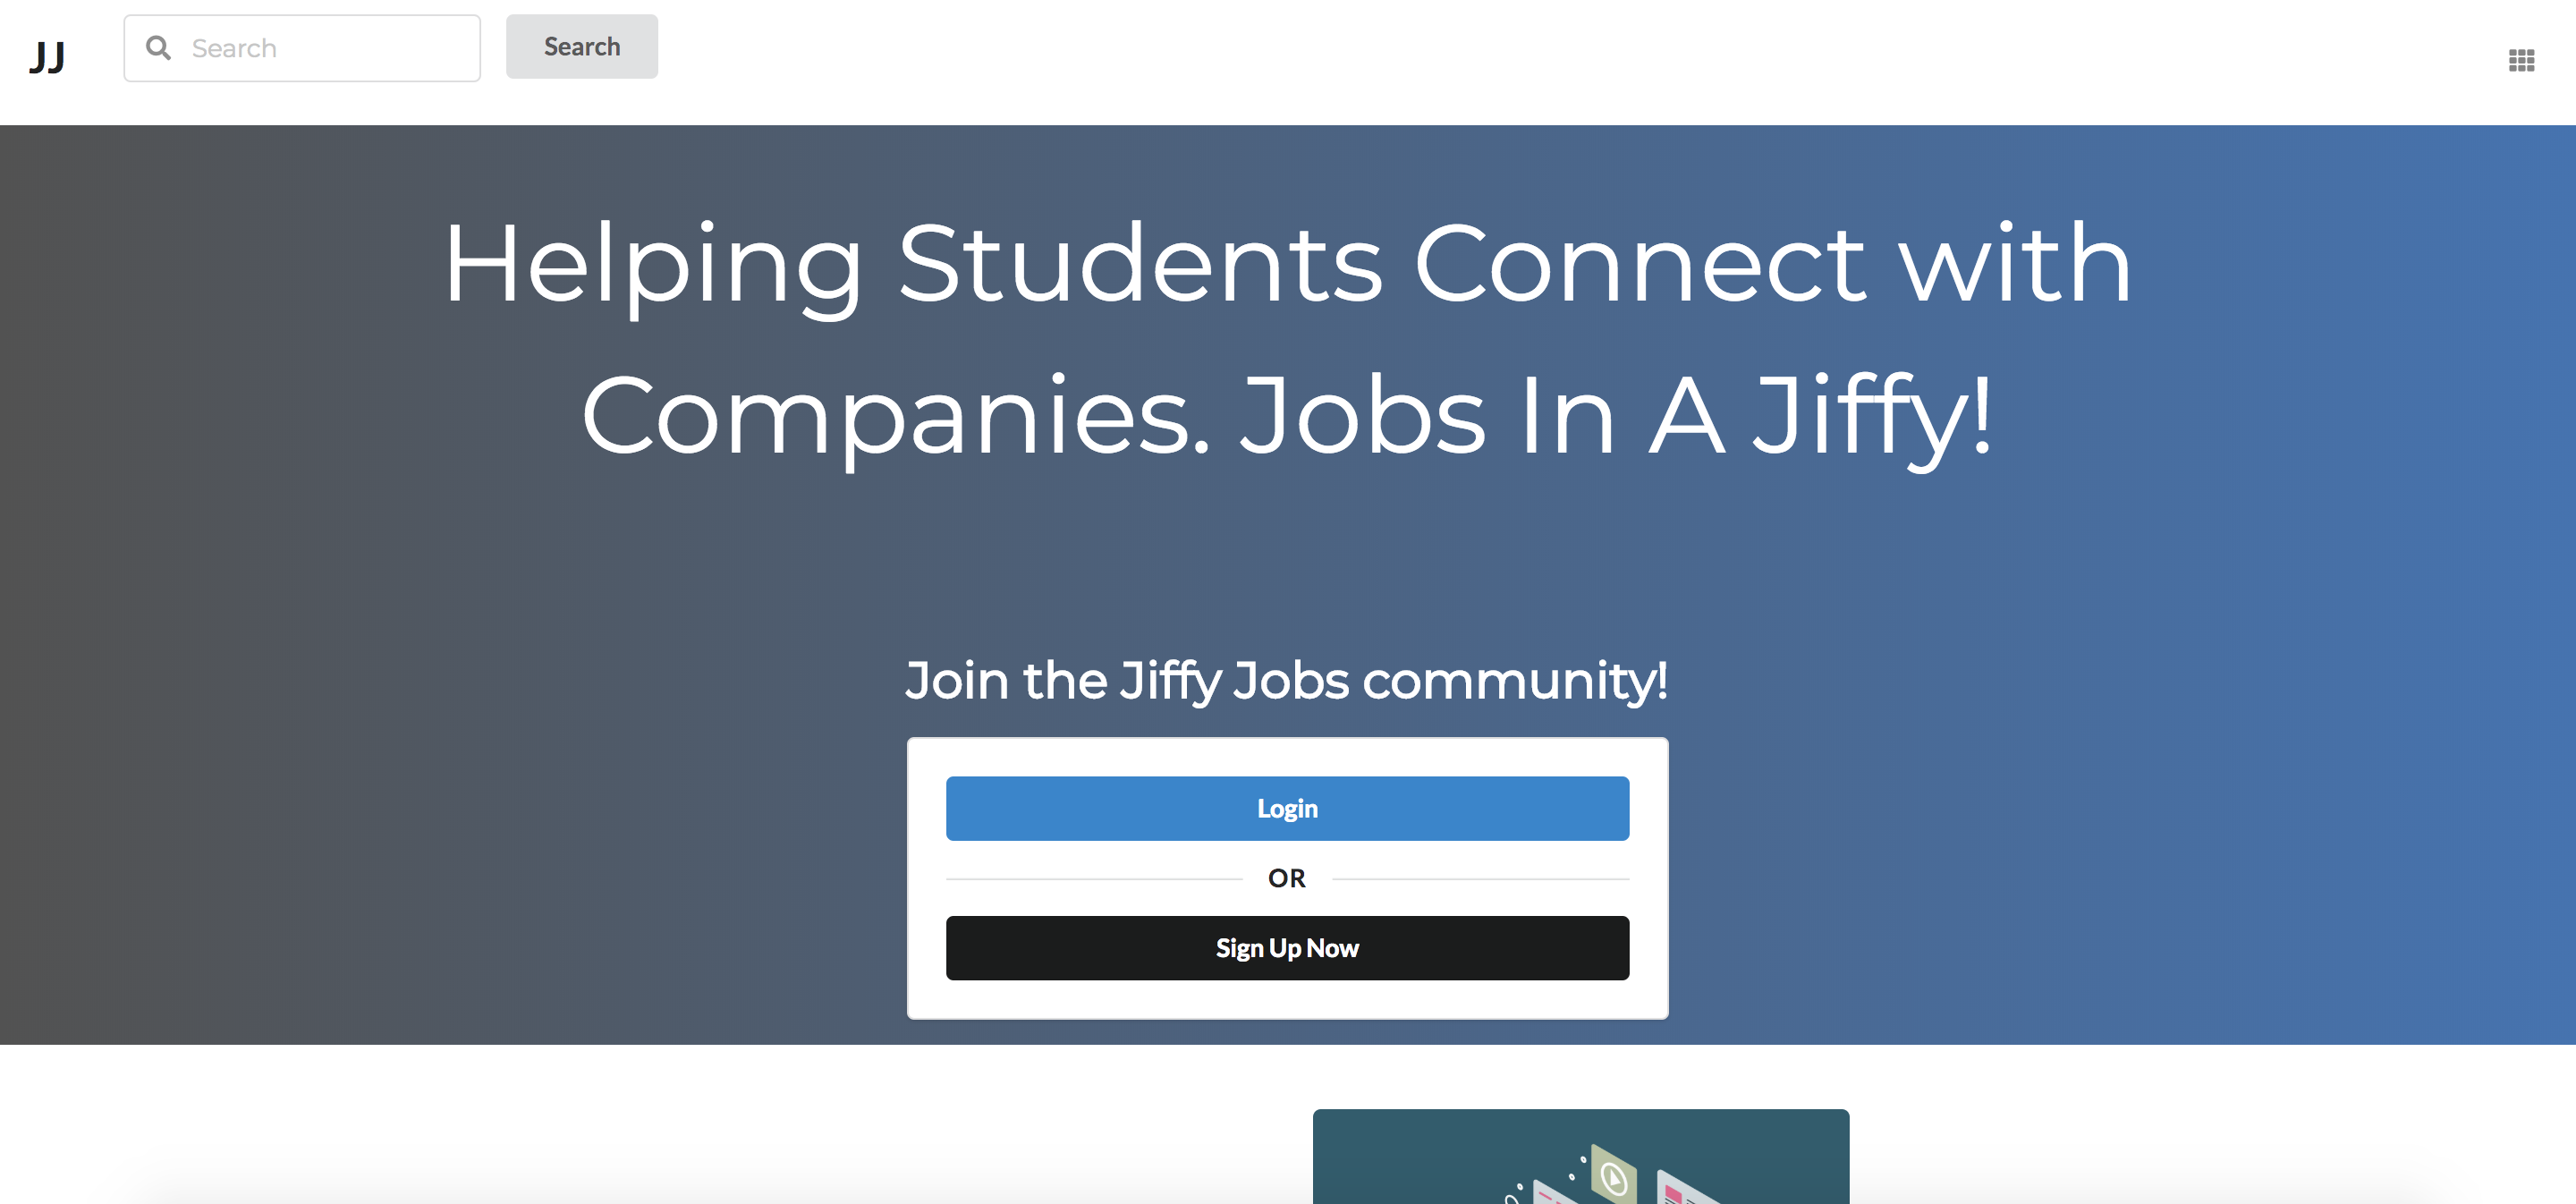 JJ
Search
Search
Helping Students Connect with
Companies. Jobs In A Jiffy!
Join the Jiffy Jobs community!
Login
OR
Sign Up Now